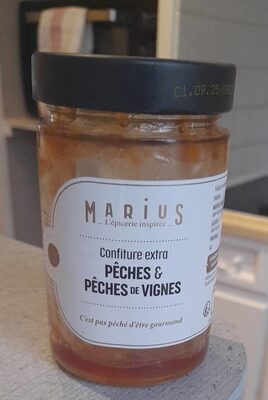 01.09.25
MARIUS
L'épicerie inspirée
Confiture extra
PÊCHES &
PÊCHES DE VIGNES
C'est pas péché d'être gourmand